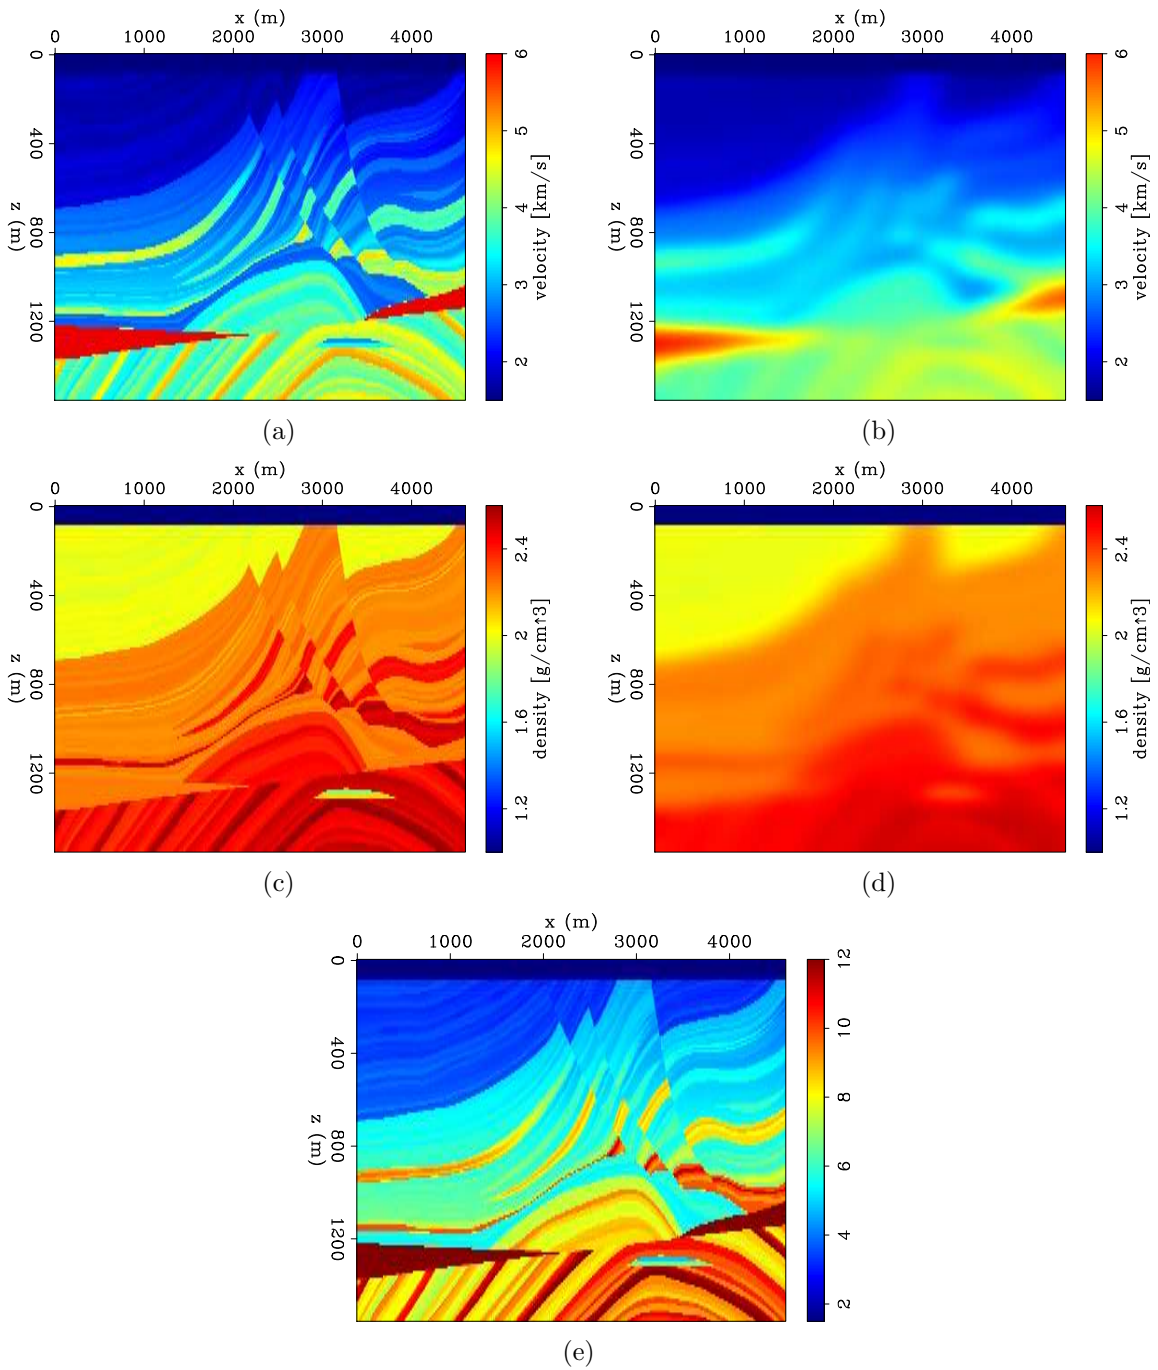 x (m)
0 1000 2000 3000 4000
0 400 800 1200
z (m)
2 3 4 5 6
velocity [km/s]
(a)
x (m)
0 1000 2000 3000 4000
0 400 800 1200
z (m)
2 3 4 5 6
velocity [km/s]
(b)
x (m)
0 1000 2000 3000 4000
0 400 800 1200
z (m)
1.2 1.6 2 2.4
density [g/cm↑3]
(c)
x (m)
0 1000 2000 3000 4000
0 400 800 1200
z (m)
1.2 1.6 2 2.4
density [g/cm↑3]
(d)
x (m)
0 1000 2000 3000 4000
0 400 800 1200
z (m)
2 4 6 8 10 12
(e)